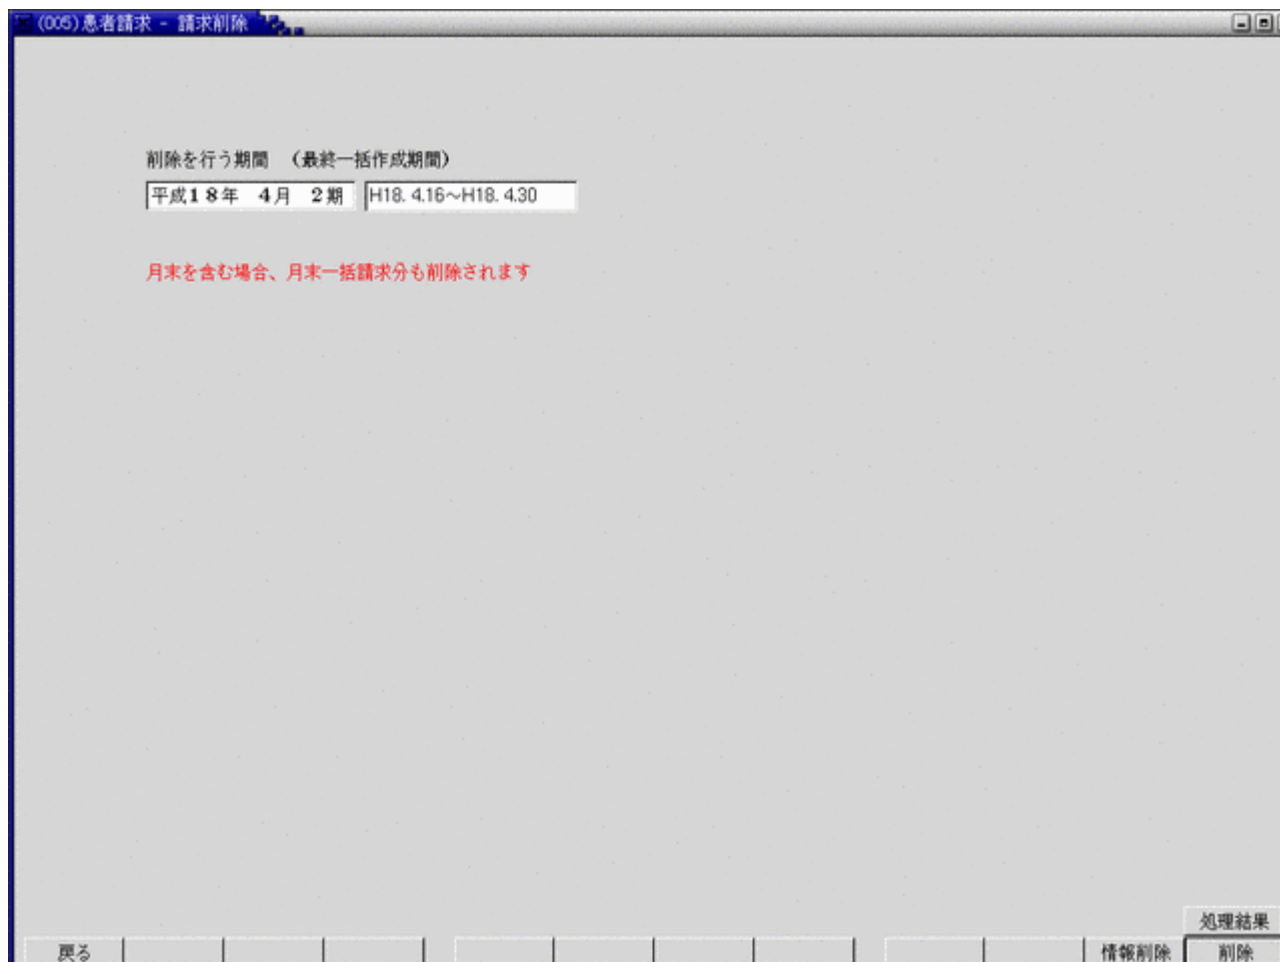 (005)患者請求 - 請求削除
削除を行う期間 (最終一括作成期間)
平成18年 4月 2期 H18. 4.16～H18. 4.30
月末を含む場合、月末一括請求分も削除されます
処理結果
戻る 情報削除 削除